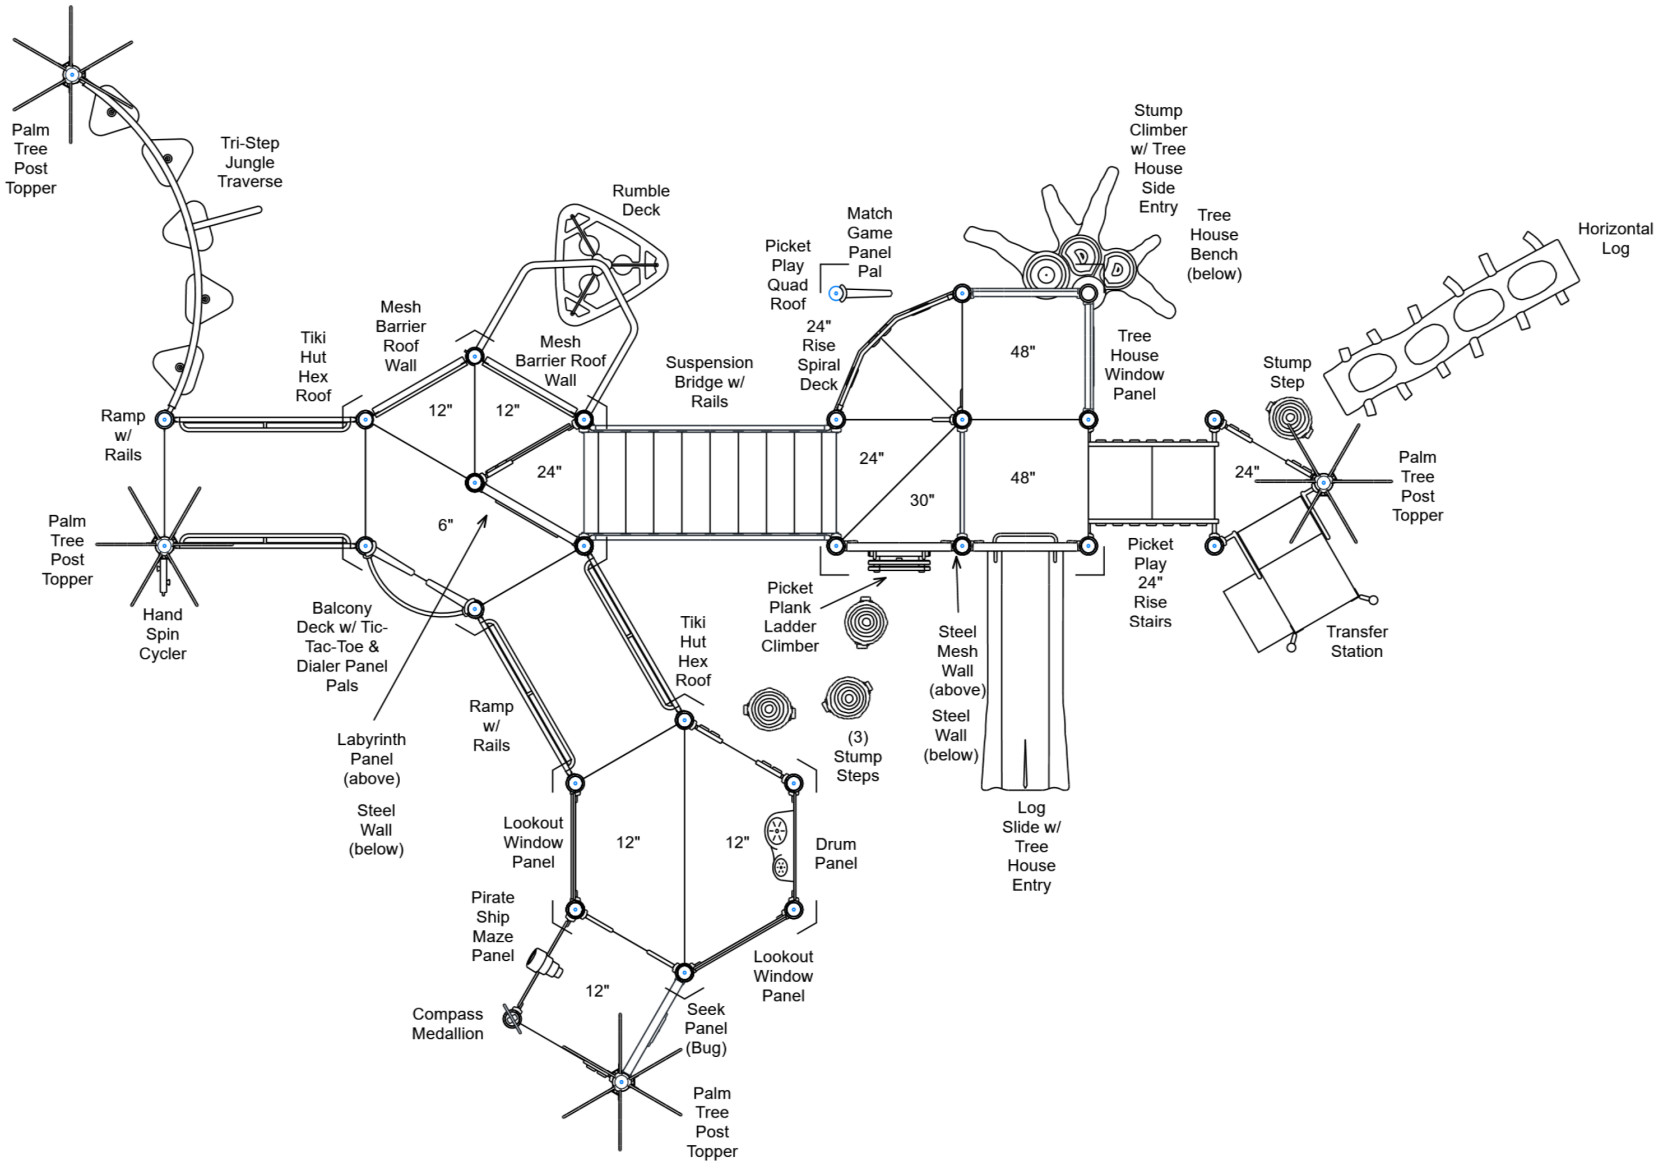 Palm
Tree
Post
Topper
Tri-Step
Jungle
Traverse
Rumble
Deck
Stump
Climber
w/ Tree
House
Side
Entry
Match
Game
Panel
Pal
Picket
Play
Quad
Roof
Tree
House
Bench
(below)
Horizontal
Log
Tiki
Hut
Hex
Roof
Mesh
Barrier
Roof
Wall
Mesh
Barrier Roof
Wall
Suspension
Bridge w/
Rails
24"
Rise
Spiral
Deck
48"
Tree
House
Window
Panel
Stump
Step
Ramp
w/
Rails
12"
12"
24"
24"
30"
48"
24"
Palm
Tree
Post
Topper
Palm
Tree
Post
Topper
6"
Hand
Spin
Cycler
Balcony
Deck w/ Tic-
Tac-Toe &
Dialer Panel
Pals
Picket
Plank
Ladder
Climber
Picket
Play
24"
Rise
Stairs
Transfer
Station
Tiki
Hut
Hex
Roof
Steel
Mesh
Wall
(above)
Steel
Wall
(below)
Ramp
w/
Rails
Labyrinth
Panel
(above)
Steel
Wall
(below)
(3)
Stump
Steps
Lookout
Window
Panel
12"
12"
Drum
Panel
Log
Slide w/
Tree
House
Entry
Pirate
Ship
Maze
Panel
12"
Lookout
Window
Panel
Compass
Medallion
Seek
Panel
(Bug)
Palm
Tree
Post
Topper